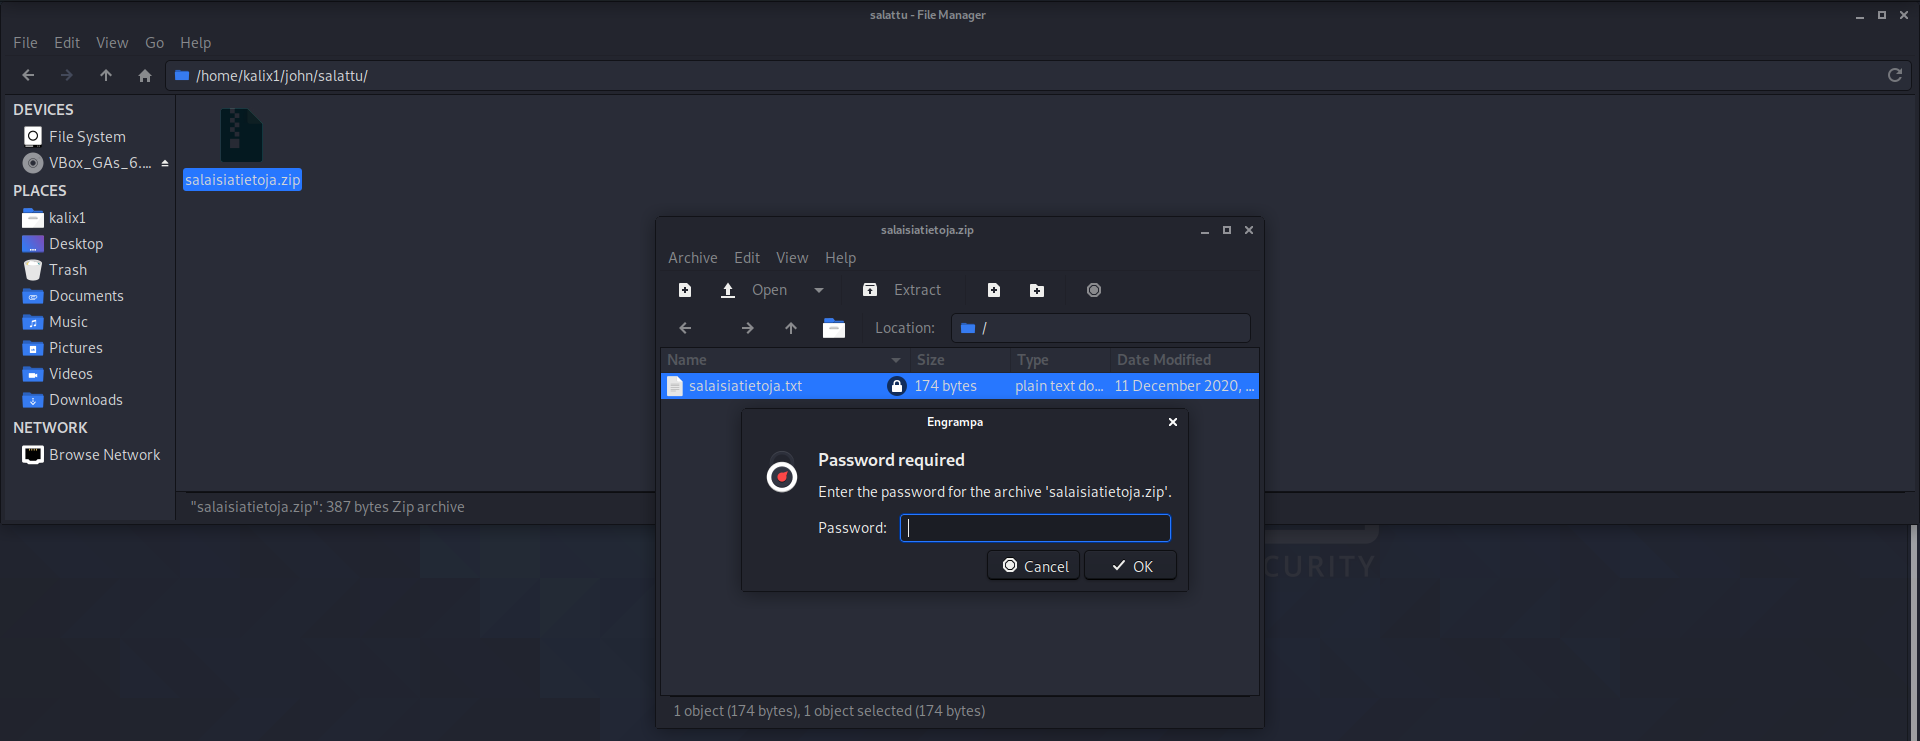 salattu - File Manager
File Edit View Go Help
/home/kalix1/john/salattu/
DEVICES
File System
VBox_GAs_6....
PLACES
kalix1
Desktop
Trash
Documents
Music
Pictures
Videos
Downloads
NETWORK
Browse Network
salaisiatietoja.zip
"salaisiatietoja.zip": 387 bytes Zip archive
salaisiatietoja.zip
Archive Edit View Help
Open Extract
Location: /
Name Size Type Date Modified
salaisiatietoja.txt 174 bytes plain text do... 11 December 2020, ...
Engrampa
Password required
Enter the password for the archive 'salaisiatietoja.zip'.
Password:
Cancel OK
1 object (174 bytes), 1 object selected (174 bytes)
CURITY